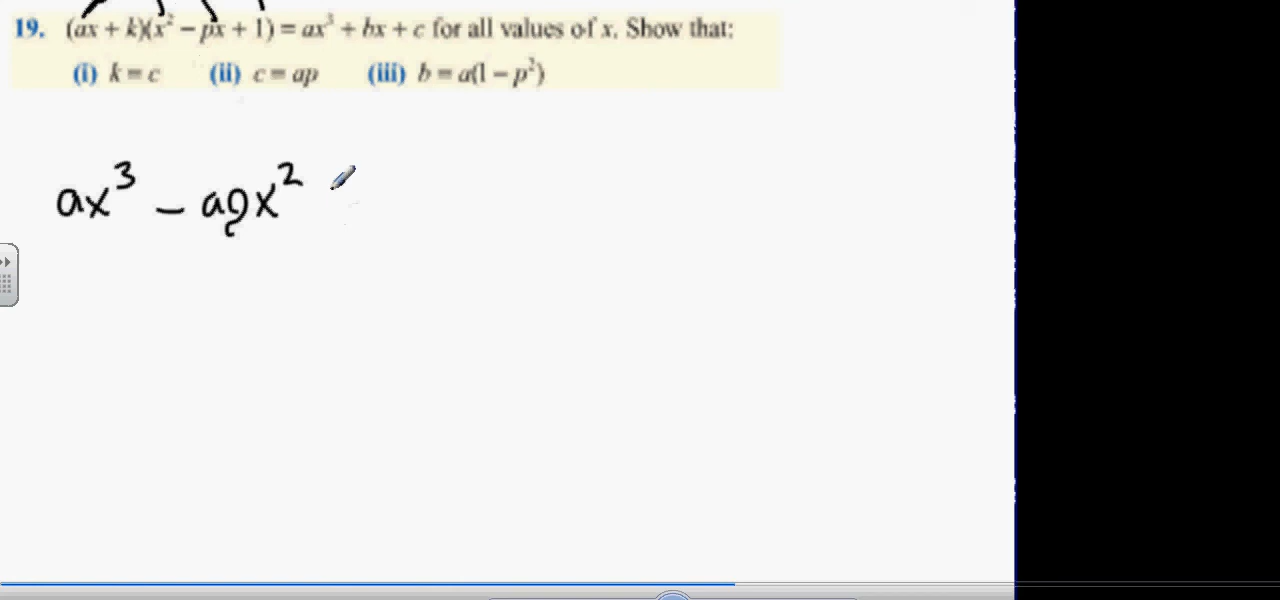 19. (ax + k)(x² − px + 1) = ax³ + bx + c for all values of x. Show that:
(i) k = c (ii) c = ap (iii) b = a(1 − p²)
ax³ − apx²